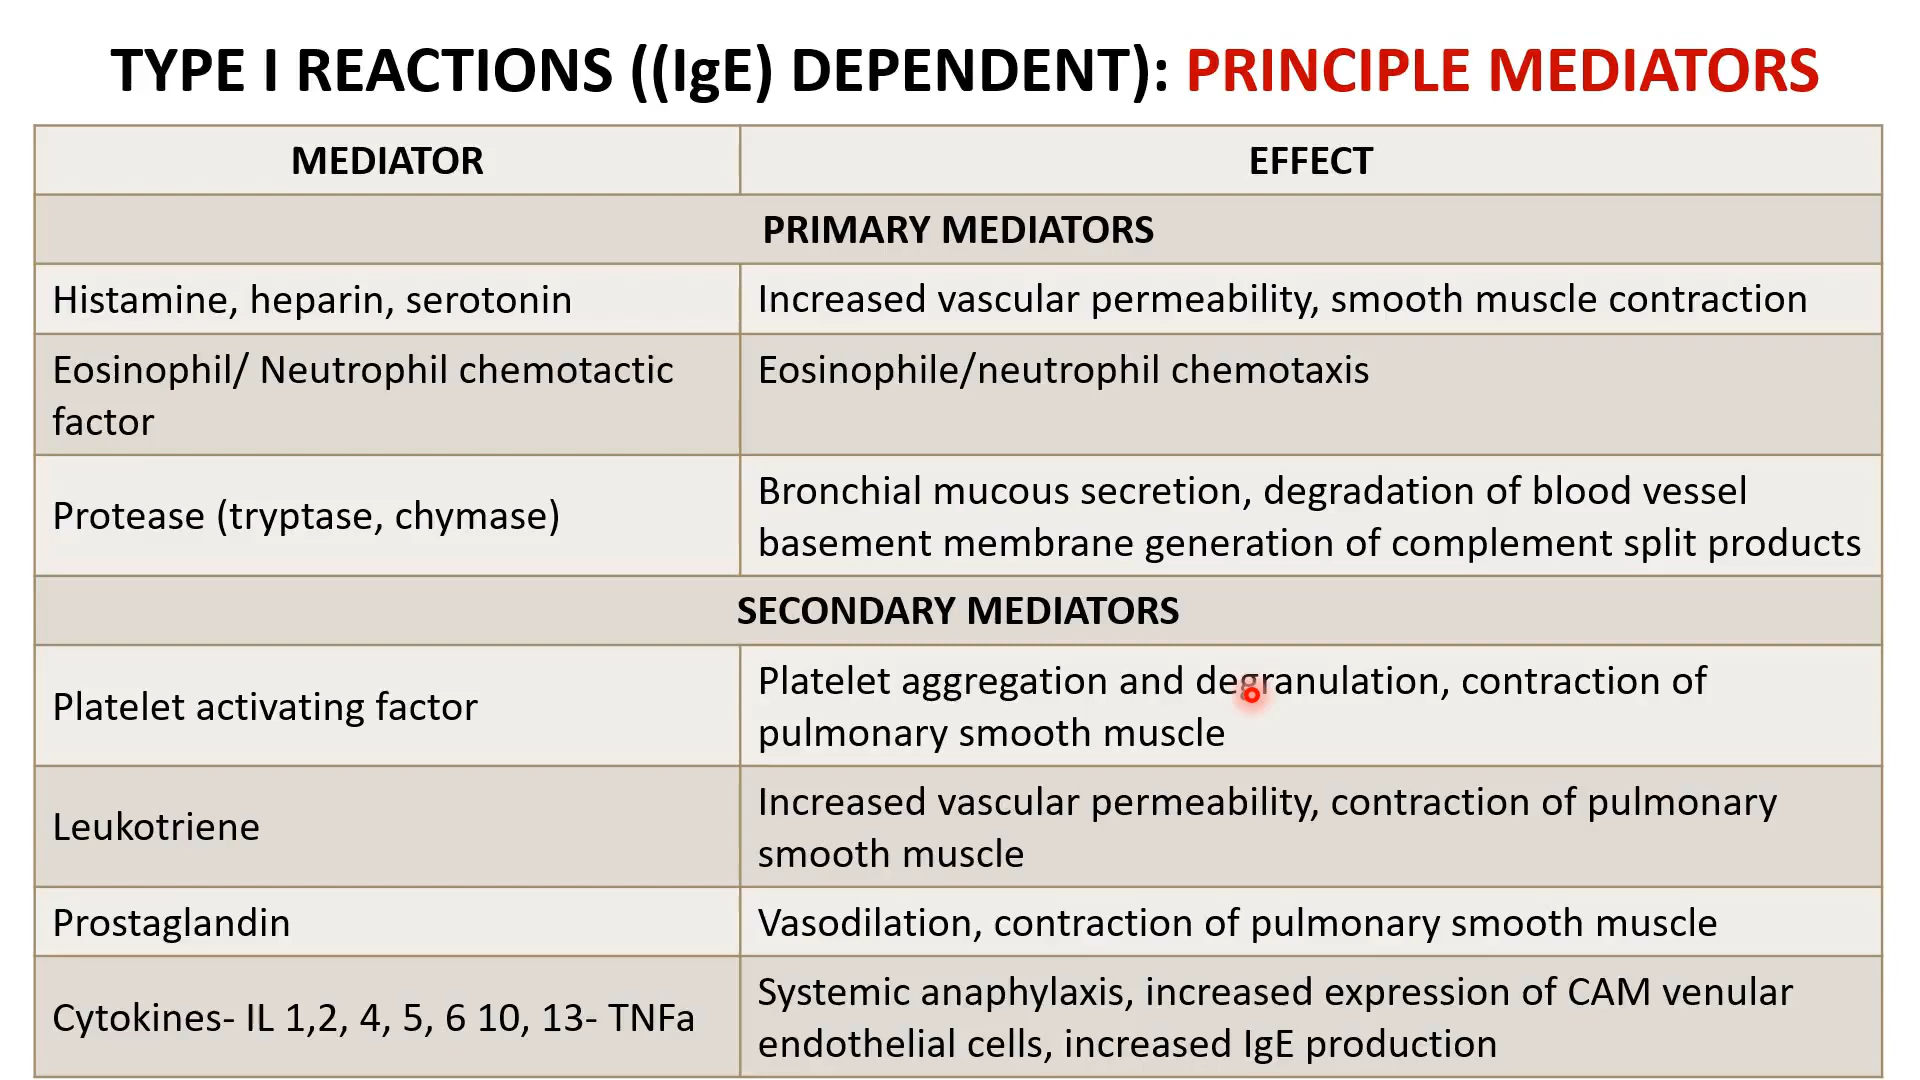 TYPE I REACTIONS ((IgE) DEPENDENT): PRINCIPLE MEDIATORS
MEDIATOR
EFFECT
PRIMARY MEDIATORS
Histamine, heparin, serotonin
Increased vascular permeability, smooth muscle contraction
Eosinophil/ Neutrophil chemotactic
factor
Eosinophile/neutrophil chemotaxis
Protease (tryptase, chymase)
Bronchial mucous secretion, degradation of blood vessel
basement membrane generation of complement split products
SECONDARY MEDIATORS
Platelet activating factor
Platelet aggregation and degranulation, contraction of
pulmonary smooth muscle
Leukotriene
Increased vascular permeability, contraction of pulmonary
smooth muscle
Prostaglandin
Vasodilation, contraction of pulmonary smooth muscle
Cytokines- IL 1,2, 4, 5, 6 10, 13- TNFa
Systemic anaphylaxis, increased expression of CAM venular
endothelial cells, increased IgE production